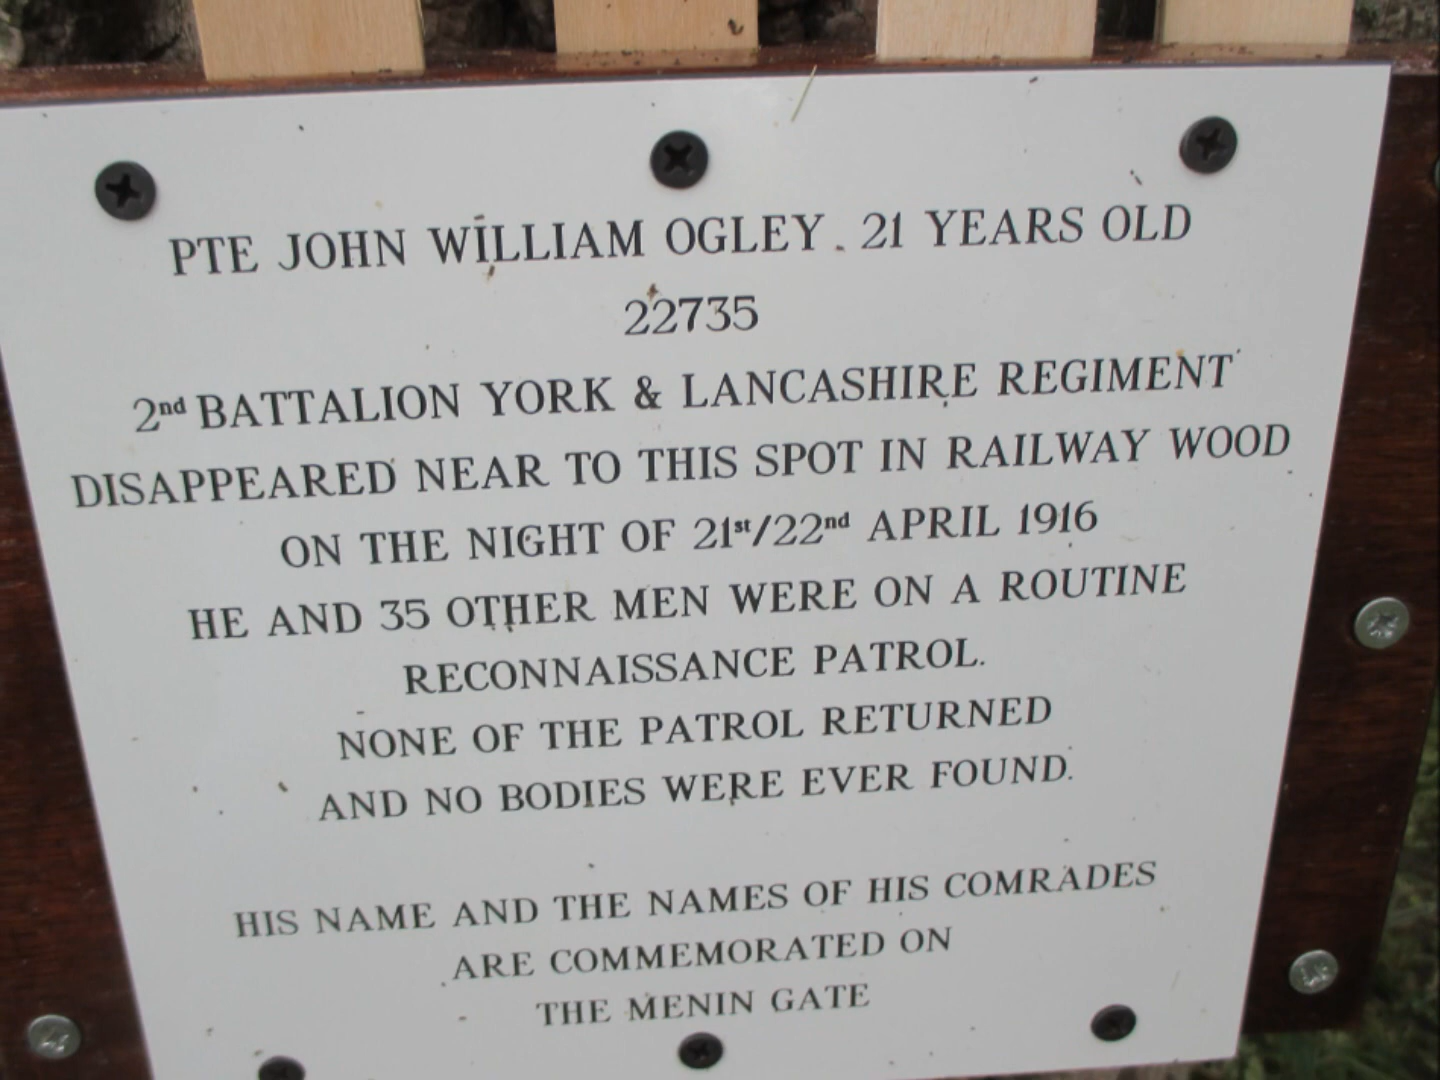 PTE JOHN WILLIAM OGLEY. 21 YEARS OLD
22735
2nd BATTALION YORK & LANCASHIRE REGIMENT
DISAPPEARED NEAR TO THIS SPOT IN RAILWAY WOOD
ON THE NIGHT OF 21st/22nd APRIL 1916
HE AND 35 OTHER MEN WERE ON A ROUTINE
RECONNAISSANCE PATROL.
NONE OF THE PATROL RETURNED
AND NO BODIES WERE EVER FOUND.
HIS NAME AND THE NAMES OF HIS COMRADES
ARE COMMEMORATED ON
THE MENIN GATE